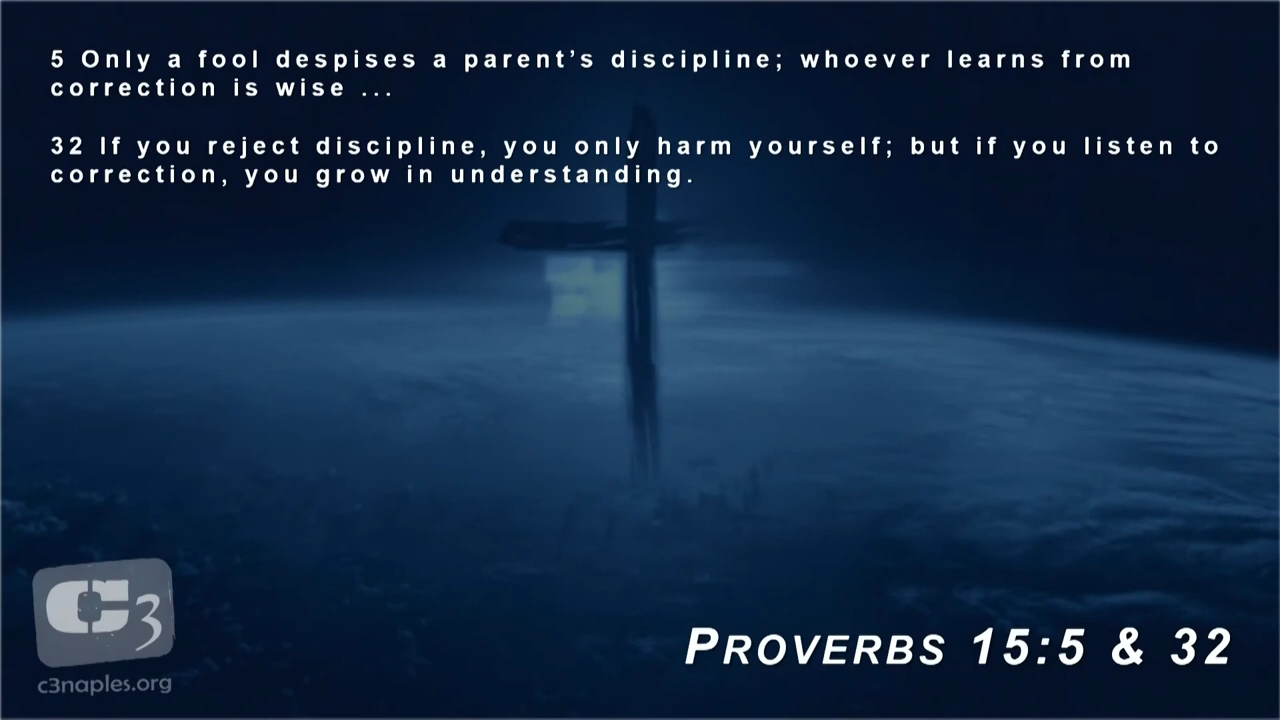 5 Only a fool despises a parent’s discipline; whoever learns from
correction is wise ...
32 If you reject discipline, you only harm yourself; but if you listen to
correction, you grow in understanding.
C3
c3naples.org
PROVERBS 15:5 & 32